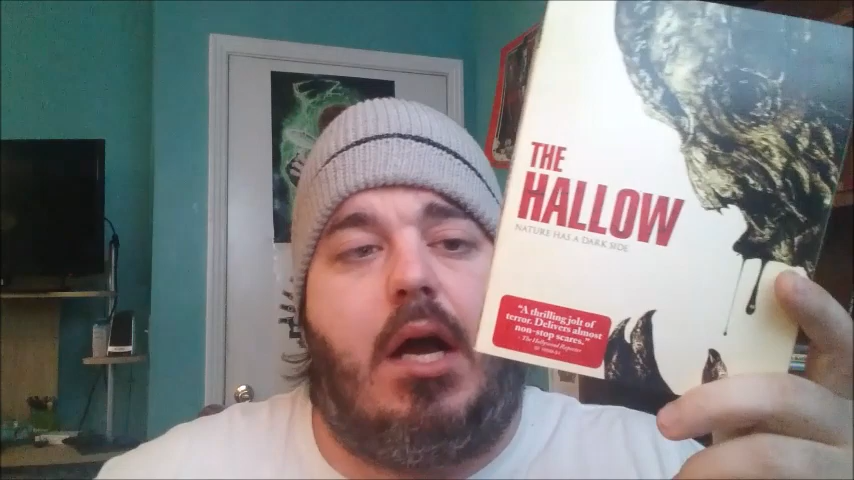 THE
HALLOW
NATURE HAS A DARK SIDE
"A thrilling jolt of
terror. Delivers almost
non-stop scares."
- The Hollywood Reporter